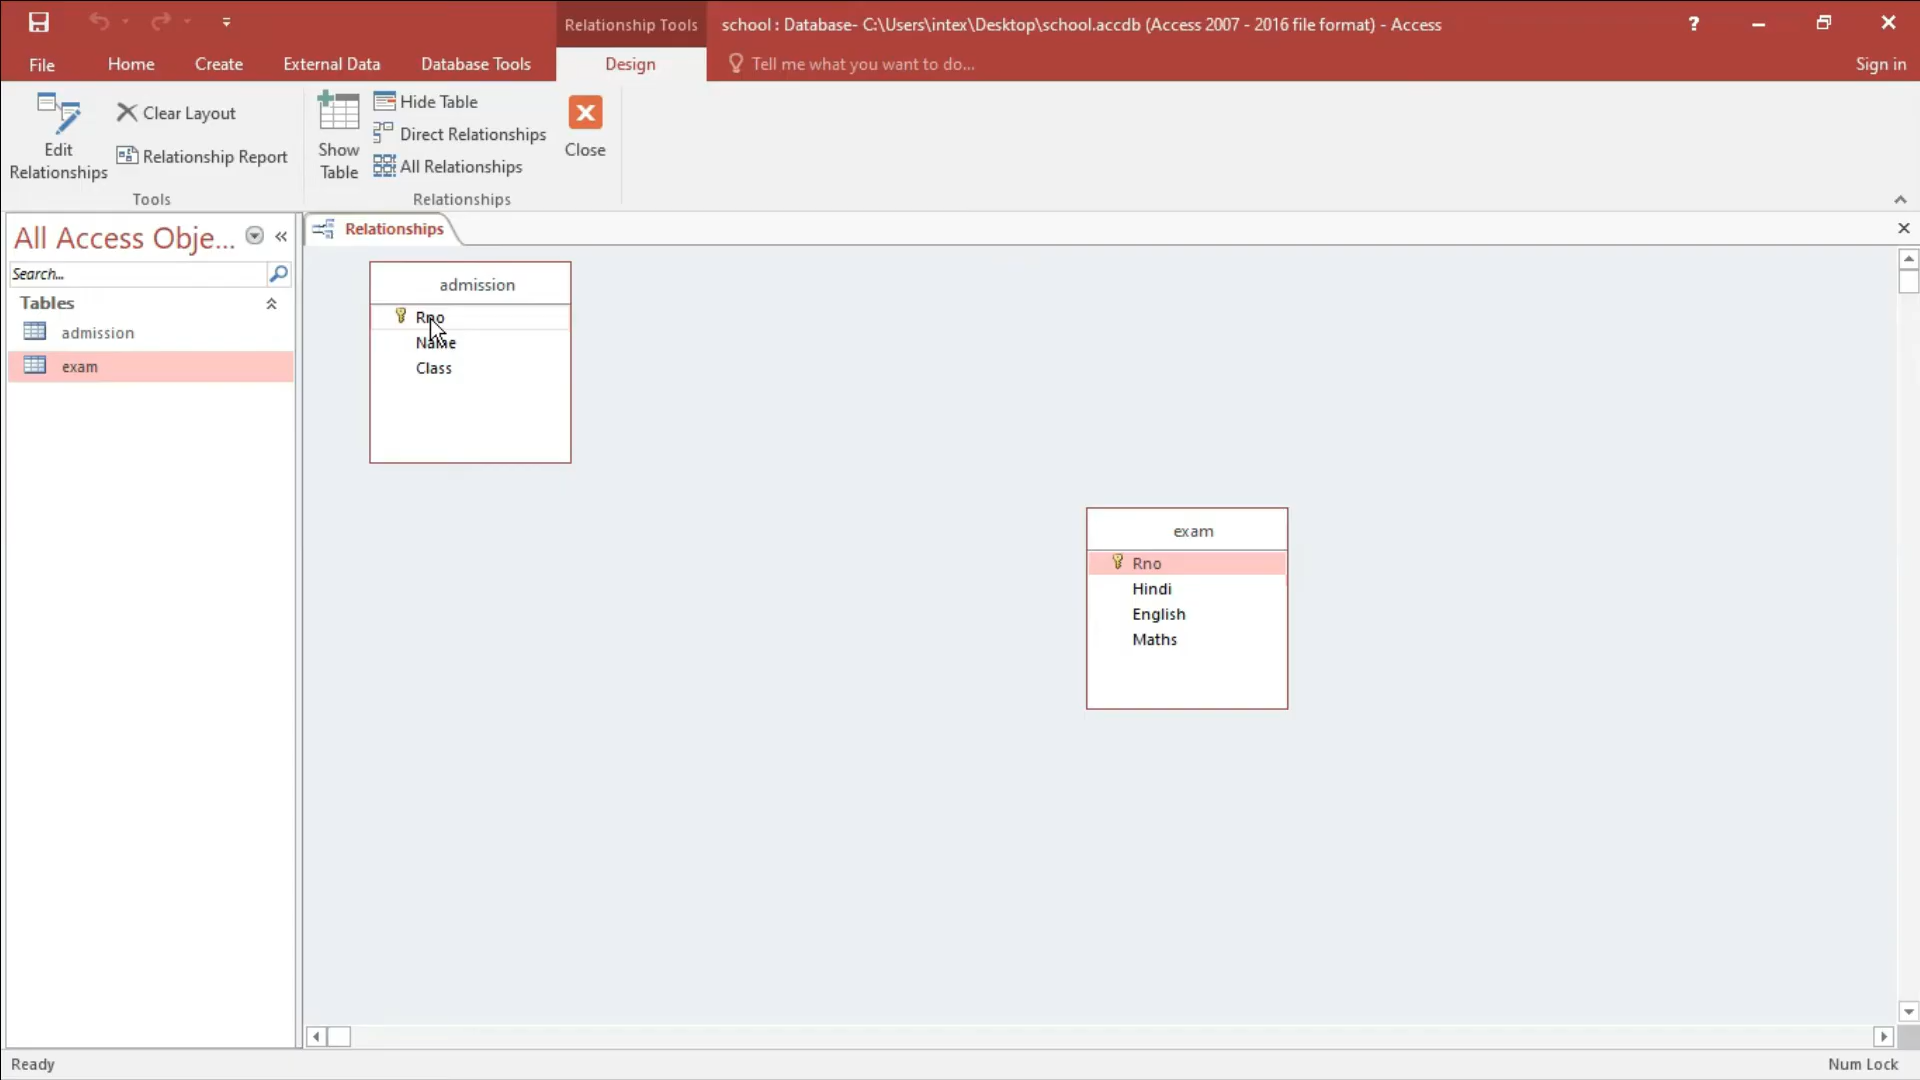 Relationship Tools
school : Database- C:\Users\intex\Desktop\school.accdb (Access 2007 - 2016 file format) - Access
?
File
Home
Create
External Data
Database Tools
Design
Tell me what you want to do...
Sign in
Edit
Relationships
Clear Layout
Relationship Report
Tools
Show
Table
Hide Table
Direct Relationships
All Relationships
Close
Relationships
All Access Obje...
Search...
Tables
admission
exam
Relationships
admission
Rno
Name
Class
exam
Rno
Hindi
English
Maths
Ready
Num Lock